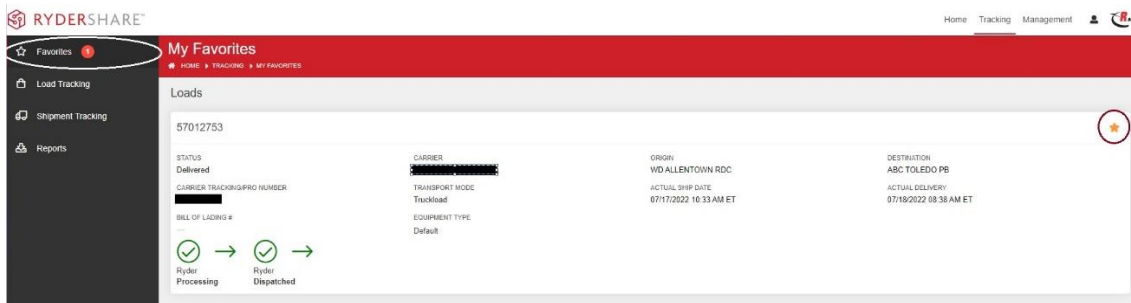 RYDERSHARE™
Home Tracking Management
Favorites 1
My Favorites
HOME TRACKING MY FAVORITES
Load Tracking
Shipment Tracking
Reports
Loads
57012753
STATUS CARRIER ORIGIN DESTINATION
Delivered WD ALLENTOWN RDC ABC TOLEDO PB
CARRIER TRACKING/PRO NUMBER TRANSPORT MODE ACTUAL SHIP DATE ACTUAL DELIVERY
Truckload 07/17/2022 10:33 AM ET 07/18/2022 08:38 AM ET
BILL OF LADING # EQUIPMENT TYPE
Default
Ryder Ryder
Processing Dispatched